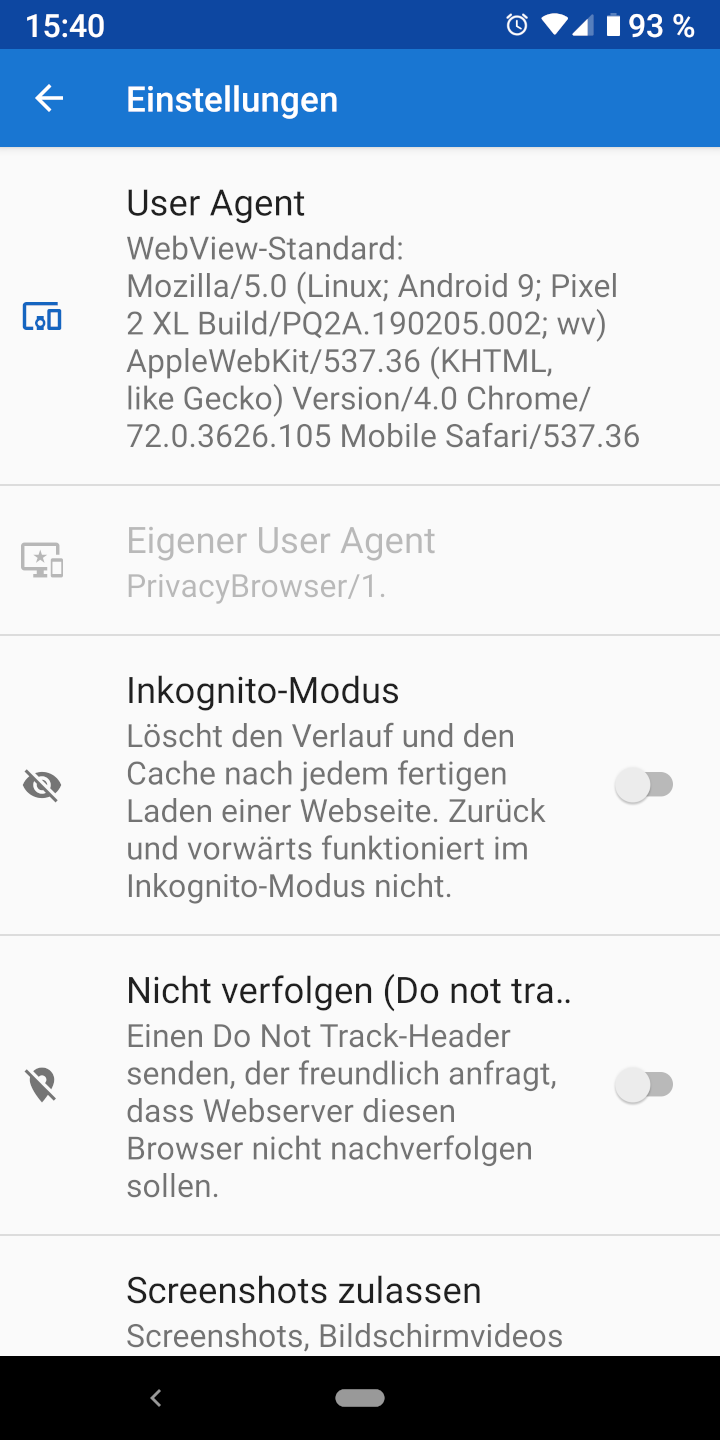 15:40
93 %
Einstellungen
User Agent
WebView-Standard:
Mozilla/5.0 (Linux; Android 9; Pixel
2 XL Build/PQ2A.190205.002; wv)
AppleWebKit/537.36 (KHTML,
like Gecko) Version/4.0 Chrome/
72.0.3626.105 Mobile Safari/537.36
Eigener User Agent
PrivacyBrowser/1.
Inkognito-Modus
Löscht den Verlauf und den
Cache nach jedem fertigen
Laden einer Webseite. Zurück
und vorwärts funktioniert im
Inkognito-Modus nicht.
Nicht verfolgen (Do not tra..
Einen Do Not Track-Header
senden, der freundlich anfragt,
dass Webserver diesen
Browser nicht nachverfolgen
sollen.
Screenshots zulassen
Screenshots, Bildschirmvideos